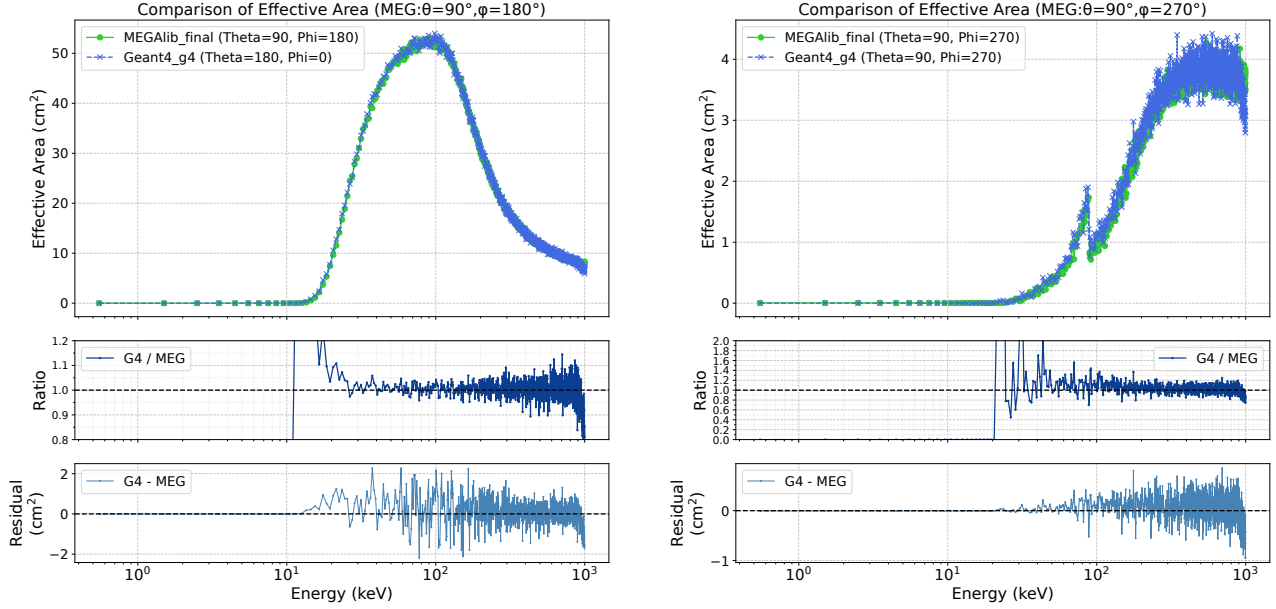 Comparison of Effective Area (MEG:θ=90°,φ=180°)
MEGAlib_final (Theta=90, Phi=180)
Geant4_g4 (Theta=180, Phi=0)
Effective Area (cm²)
50
40
30
20
10
0
G4 / MEG
Ratio
1.2
1.1
1.0
0.9
0.8
G4 - MEG
Residual
(cm²)
2
0
−2
10⁰
10¹
10²
10³
Energy (keV)
Comparison of Effective Area (MEG:θ=90°,φ=270°)
MEGAlib_final (Theta=90, Phi=270)
Geant4_g4 (Theta=90, Phi=270)
Effective Area (cm²)
4
3
2
1
0
G4 / MEG
Ratio
2.0
1.8
1.6
1.4
1.2
1.0
0.8
0.6
0.4
0.2
0.0
G4 - MEG
Residual
(cm²)
0
−1
10⁰
10¹
10²
10³
Energy (keV)